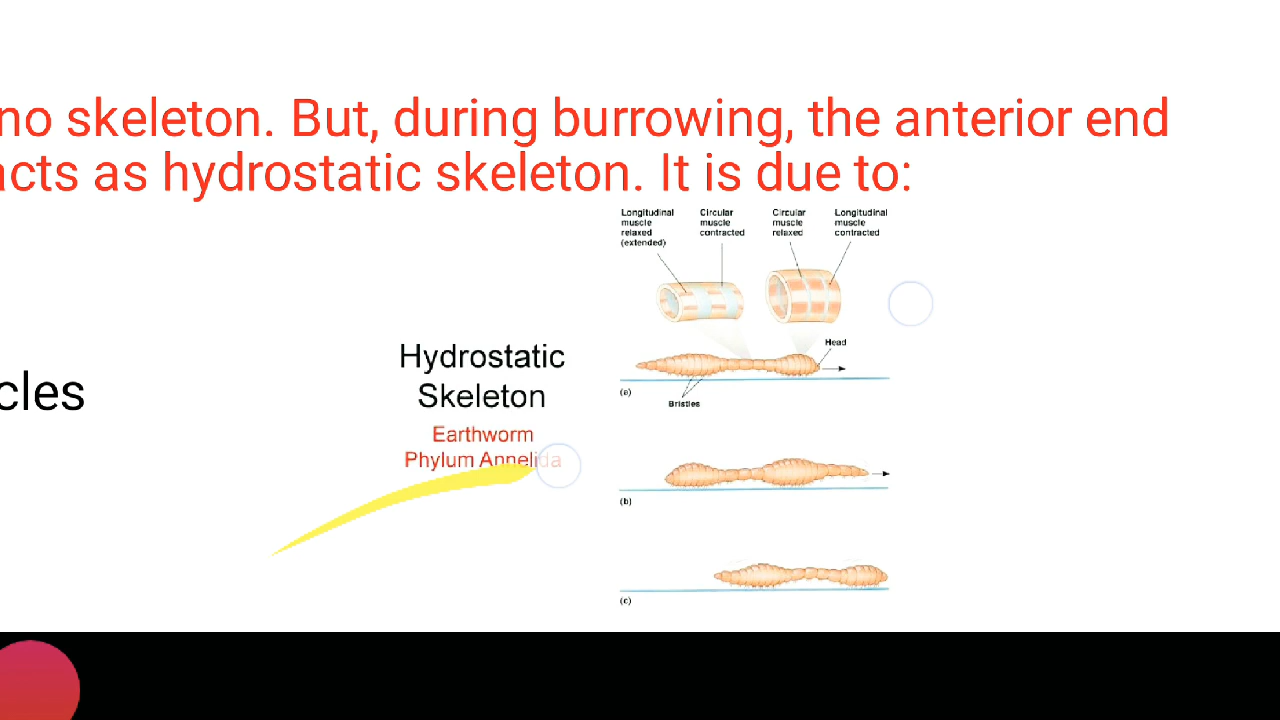 no skeleton. But, during burrowing, the anterior end
acts as hydrostatic skeleton. It is due to:
Longitudinal
muscle
relaxed
(extended)
Circular
muscle
contracted
Circular
muscle
relaxed
Longitudinal
muscle
contracted
Head
(a)
Bristles
cles
Hydrostatic
Skeleton
Earthworm
Phylum Annelida
(b)
(c)